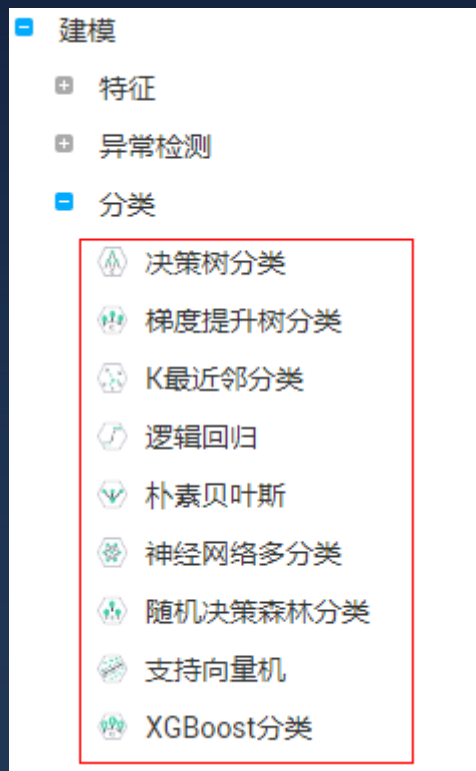 建模
特征
异常检测
分类
决策树分类
梯度提升树分类
K最近邻分类
逻辑回归
朴素贝叶斯
神经网络多分类
随机决策森林分类
支持向量机
XGBoost分类